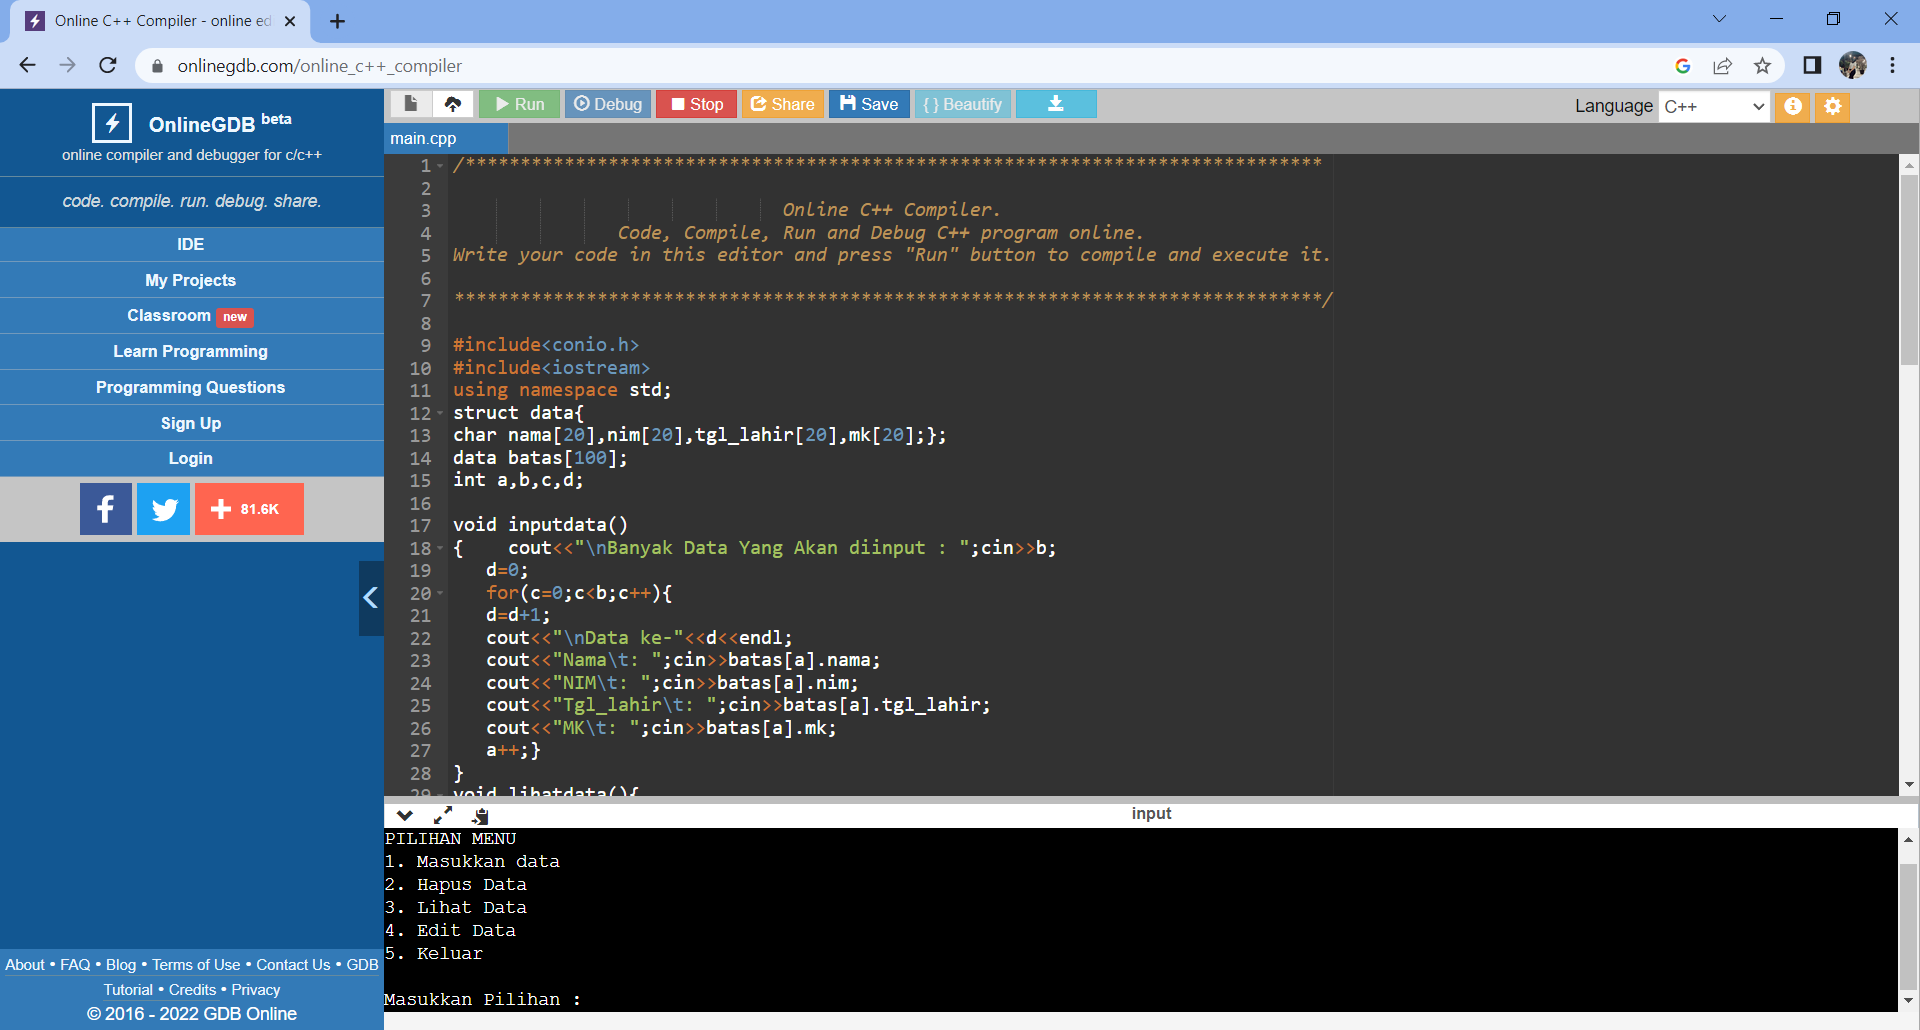 Online C++ Compiler - online ed
onlinegdb.com/online_c++_compiler
OnlineGDB beta
online compiler and debugger for c/c++
code. compile. run. debug. share.
IDE
My Projects
Classroom new
Learn Programming
Programming Questions
Sign Up
Login
81.6K
About • FAQ • Blog • Terms of Use • Contact Us • GDB
Tutorial • Credits • Privacy
© 2016 - 2022 GDB Online
Run Debug Stop Share Save { } Beautify
Language C++
main.cpp
1 /******************************************************************************
2
3 Online C++ Compiler.
4 Code, Compile, Run and Debug C++ program online.
5 Write your code in this editor and press "Run" button to compile and execute it.
6
7 *******************************************************************************/
8
9 #include<conio.h>
10 #include<iostream>
11 using namespace std;
12 struct data{
13 char nama[20],nim[20],tgl_lahir[20],mk[20];};
14 data batas[100];
15 int a,b,c,d;
16
17 void inputdata()
18 {    cout<<"\nBanyak Data Yang Akan diinput : ";cin>>b;
19    d=0;
20    for(c=0;c<b;c++){
21    d=d+1;
22    cout<<"\nData ke-"<<d<<endl;
23    cout<<"Nama\t: ";cin>>batas[a].nama;
24    cout<<"NIM\t: ";cin>>batas[a].nim;
25    cout<<"Tgl_lahir\t: ";cin>>batas[a].tgl_lahir;
26    cout<<"MK\t: ";cin>>batas[a].mk;
27    a++;}
28 }
29 void lihatdata(){
input
PILIHAN MENU
1. Masukkan data
2. Hapus Data
3. Lihat Data
4. Edit Data
5. Keluar
Masukkan Pilihan :